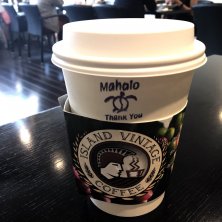 Mahalo
Thank You
ISLAND VINTAGE
COFFEE